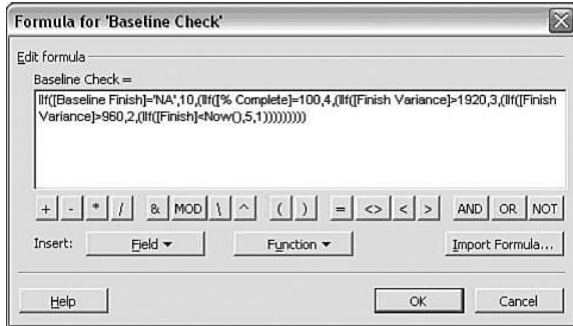 Formula for 'Baseline Check'
Edit formula
Baseline Check =
IIf([Baseline Finish]='NA',10,(IIf([% Complete]=100,4,(IIf([Finish Variance]>1920,3,(IIf([Finish
Variance]>960,2,(IIf([Finish]<Now(),5,1)))))))))
+ - * / & MOD \ ^ ( ) = <> < > AND OR NOT
Insert: Field Function Import Formula...
Help OK Cancel